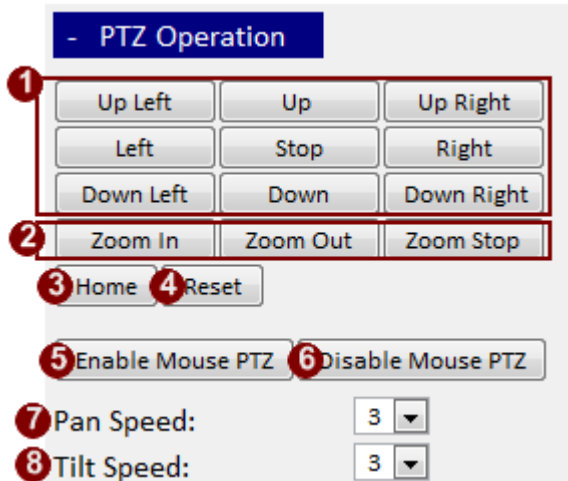 - PTZ Operation
1
Up Left Up Up Right
Left Stop Right
Down Left Down Down Right
2 Zoom In Zoom Out Zoom Stop
3 Home 4 Reset
5 Enable Mouse PTZ 6 Disable Mouse PTZ
7 Pan Speed: 3
8 Tilt Speed: 3